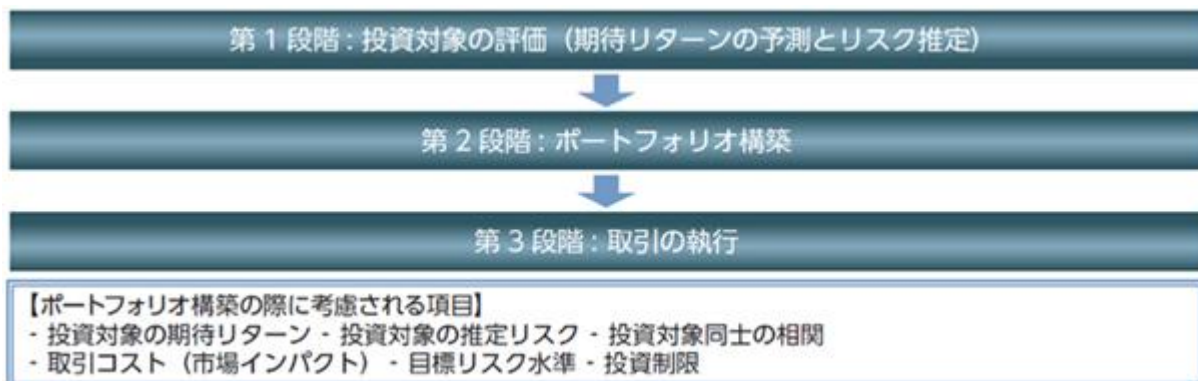 第1段階：投資対象の評価（期待リターンの予測とリスク推定）
第2段階：ポートフォリオ構築
第3段階：取引の執行
【ポートフォリオ構築の際に考慮される項目】
- 投資対象の期待リターン - 投資対象の推定リスク - 投資対象同士の相関
- 取引コスト（市場インパクト） - 目標リスク水準 - 投資制限